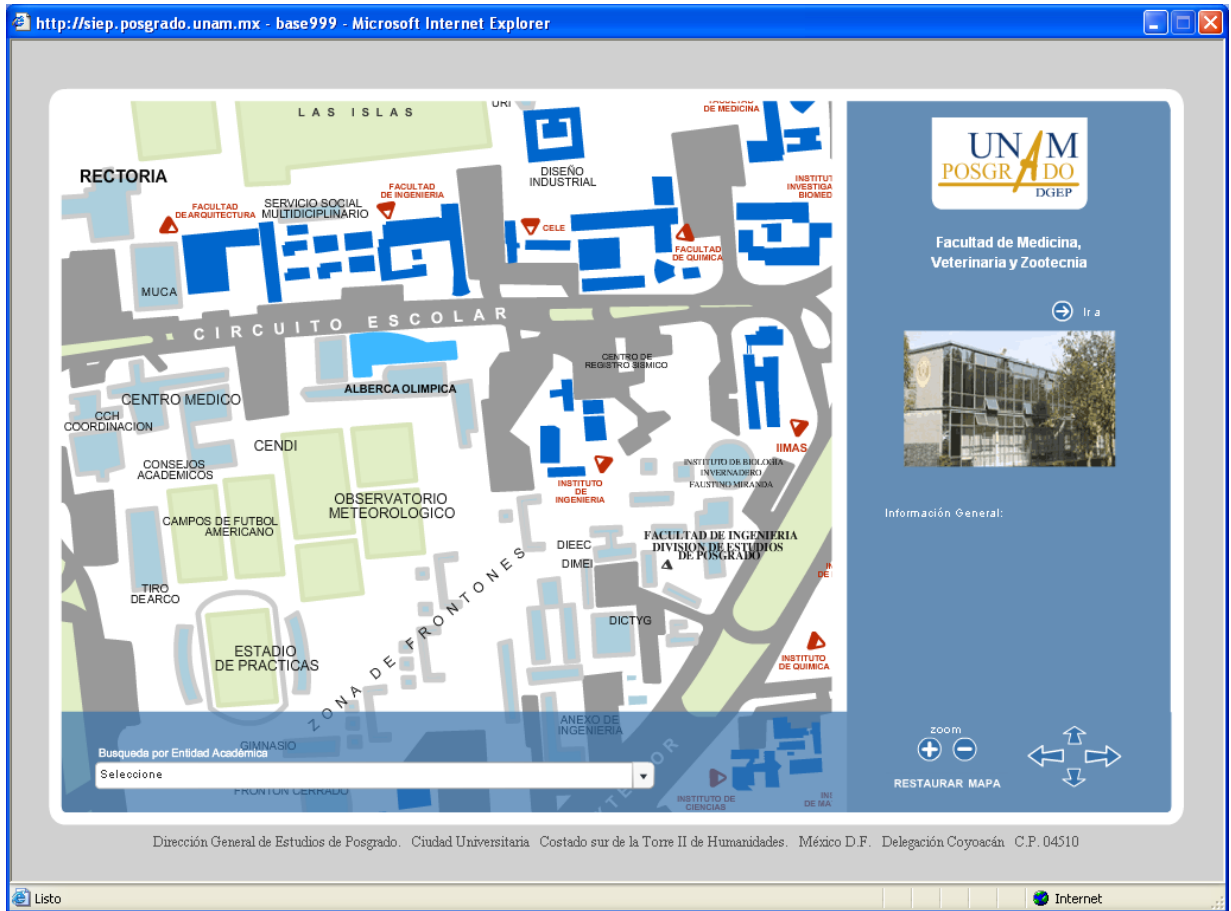 http://siep.posgrado.unam.mx - base999 - Microsoft Internet Explorer
LAS ISLAS
URI
FACULTAD
DE MEDICINA
RECTORIA
DISEÑO
INDUSTRIAL
FACULTAD
DE INGENIERIA
FACULTAD
DE ARQUITECTURA
SERVICIO SOCIAL
MULTIDICIPLINARIO
CELE
FACULTAD
DE QUIMICA
INSTITUT
INVESTIGA
BIOMED
MUCA
CIRCUITO ESCOLAR
CENTRO DE
REGISTRO SISMICO
ALBERCA OLIMPICA
CENTRO MEDICO
CCH
COORDINACION
CENDI
CONSEJOS
ACADEMICOS
IIMAS
INSTITUTO DE BIOLOGIA
INVERNADERO
FAUSTINO MIRANDA
INSTITUTO
DE
INGENIERIA
OBSERVATORIO
METEOROLOGICO
CAMPOS DE FUTBOL
AMERICANO
FACULTAD DE INGENIERIA
DIVISION DE ESTUDIOS
DE POSGRADO
DIEEC
DIMEI
TIRO
DE ARCO
DICTYG
ESTADIO
DE PRACTICAS
ZONA DE FRONTONES
INSTITUTO
DE QUIMICA
ANEXO DE
INGENIERIA
GIMNASIO
Busqueda por Entidad Académica
Seleccione
FRONTON CERRADO
INSTITUTO DE
CIENCIAS
INS
DE MA
UNAM
POSGRADO
DGEP
Facultad de Medicina,
Veterinaria y Zootecnia
Ir a
Información General:
zoom
RESTAURAR MAPA
Dirección General de Estudios de Posgrado. Ciudad Universitaria Costado sur de la Torre II de Humanidades. México D.F. Delegación Coyoacán C.P. 04510
Listo
Internet